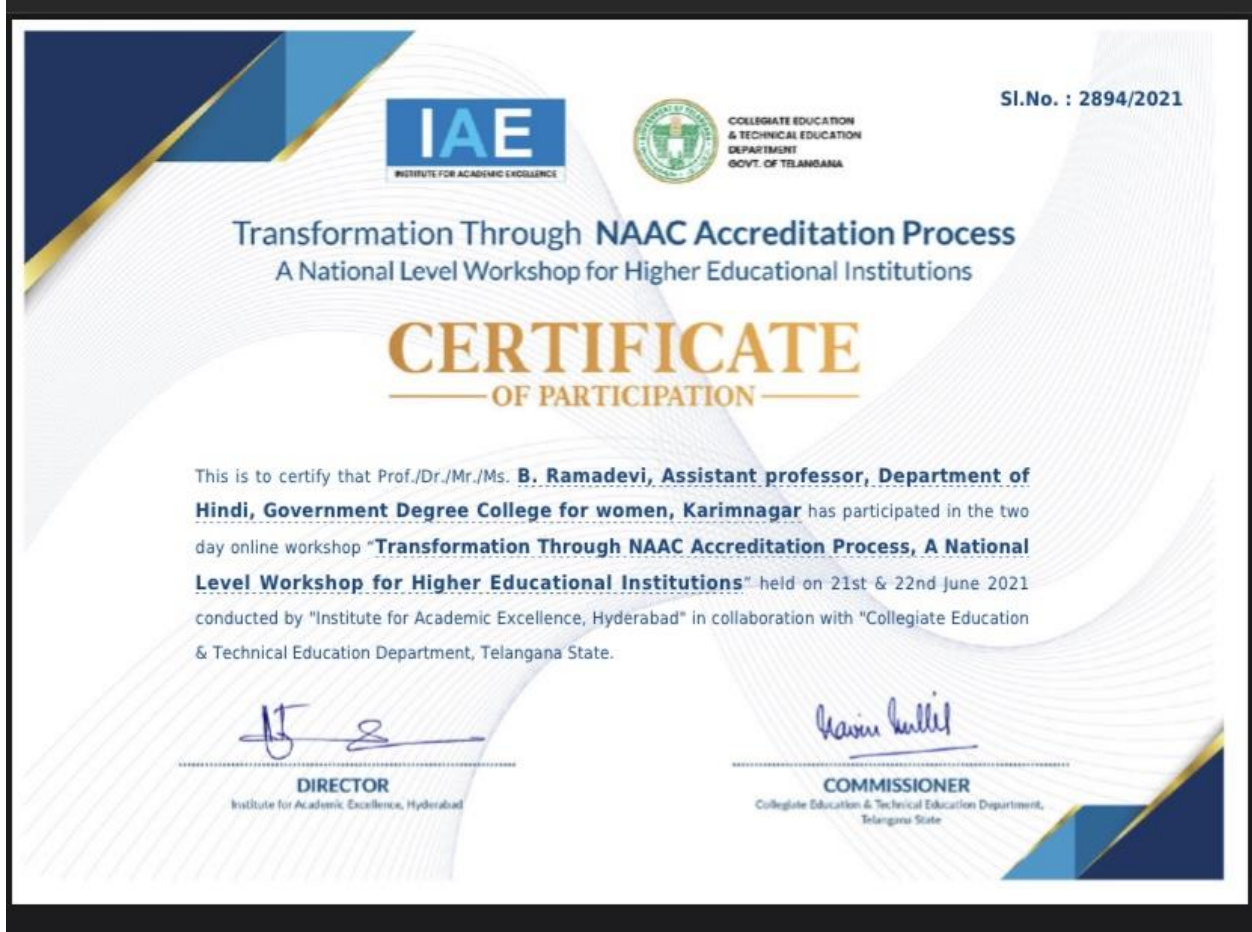 Sl.No. : 2894/2021
IAE
INSTITUTE FOR ACADEMIC EXCELLENCE
COLLEGIATE EDUCATION
& TECHNICAL EDUCATION
DEPARTMENT
GOVT. OF TELANGANA
Transformation Through NAAC Accreditation Process
A National Level Workshop for Higher Educational Institutions
CERTIFICATE
OF PARTICIPATION
This is to certify that Prof./Dr./Mr./Ms. B. Ramadevi, Assistant professor, Department of
Hindi, Government Degree College for women, Karimnagar has participated in the two
day online workshop "Transformation Through NAAC Accreditation Process, A National
Level Workshop for Higher Educational Institutions" held on 21st & 22nd June 2021
conducted by "Institute for Academic Excellence, Hyderabad" in collaboration with "Collegiate Education
& Technical Education Department, Telangana State.
DIRECTOR
Institute for Academic Excellence, Hyderabad
COMMISSIONER
Collegiate Education & Technical Education Department,
Telangana State